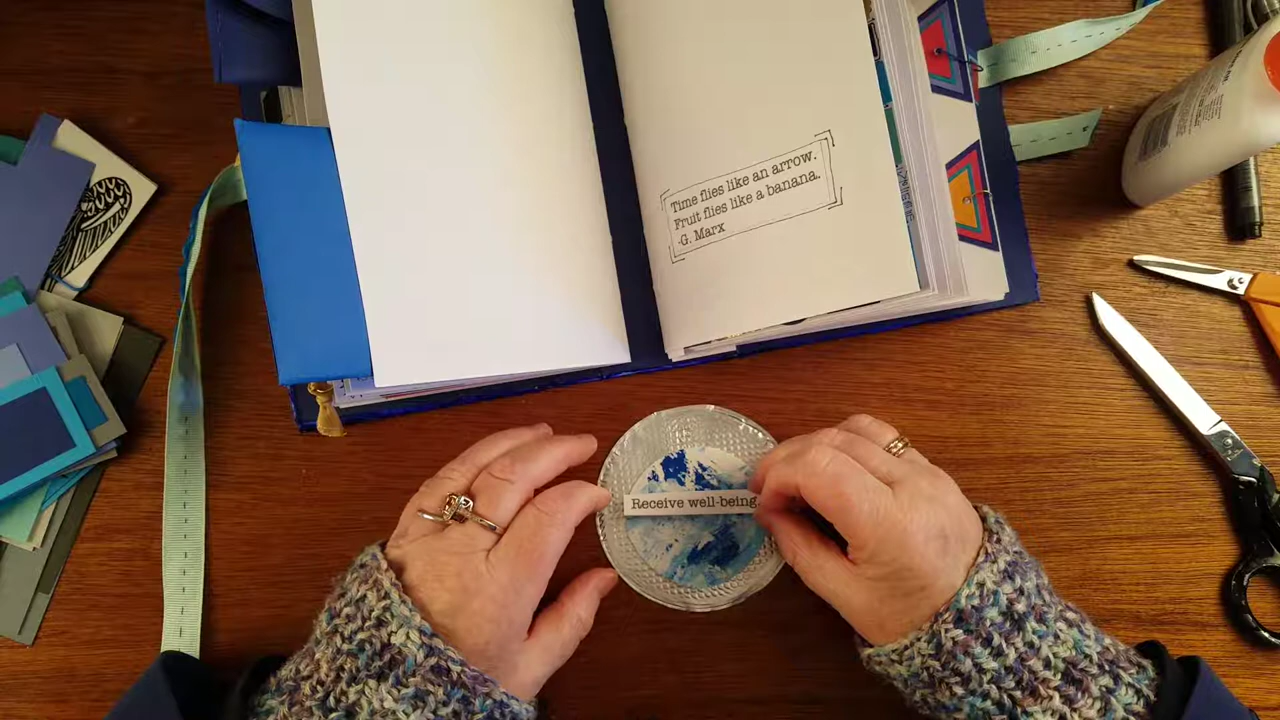 Time flies like an arrow.
Fruit flies like a banana.
-G. Marx
Receive well-being.